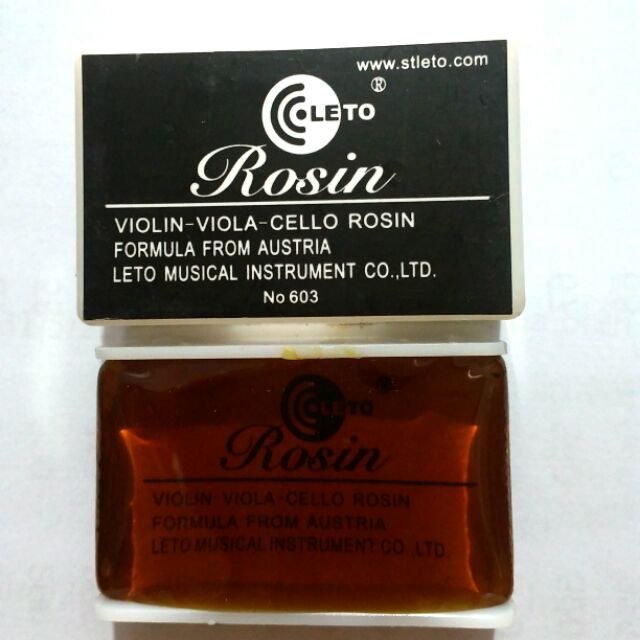 www.stleto.com
LETO ®
Rosin
VIOLIN-VIOLA-CELLO ROSIN
FORMULA FROM AUSTRIA
LETO MUSICAL INSTRUMENT CO.,LTD.
No 603
LETO ®
Rosin
VIOLIN-VIOLA-CELLO ROSIN
FORMULA FROM AUSTRIA
LETO MUSICAL INSTRUMENT CO.,LTD.